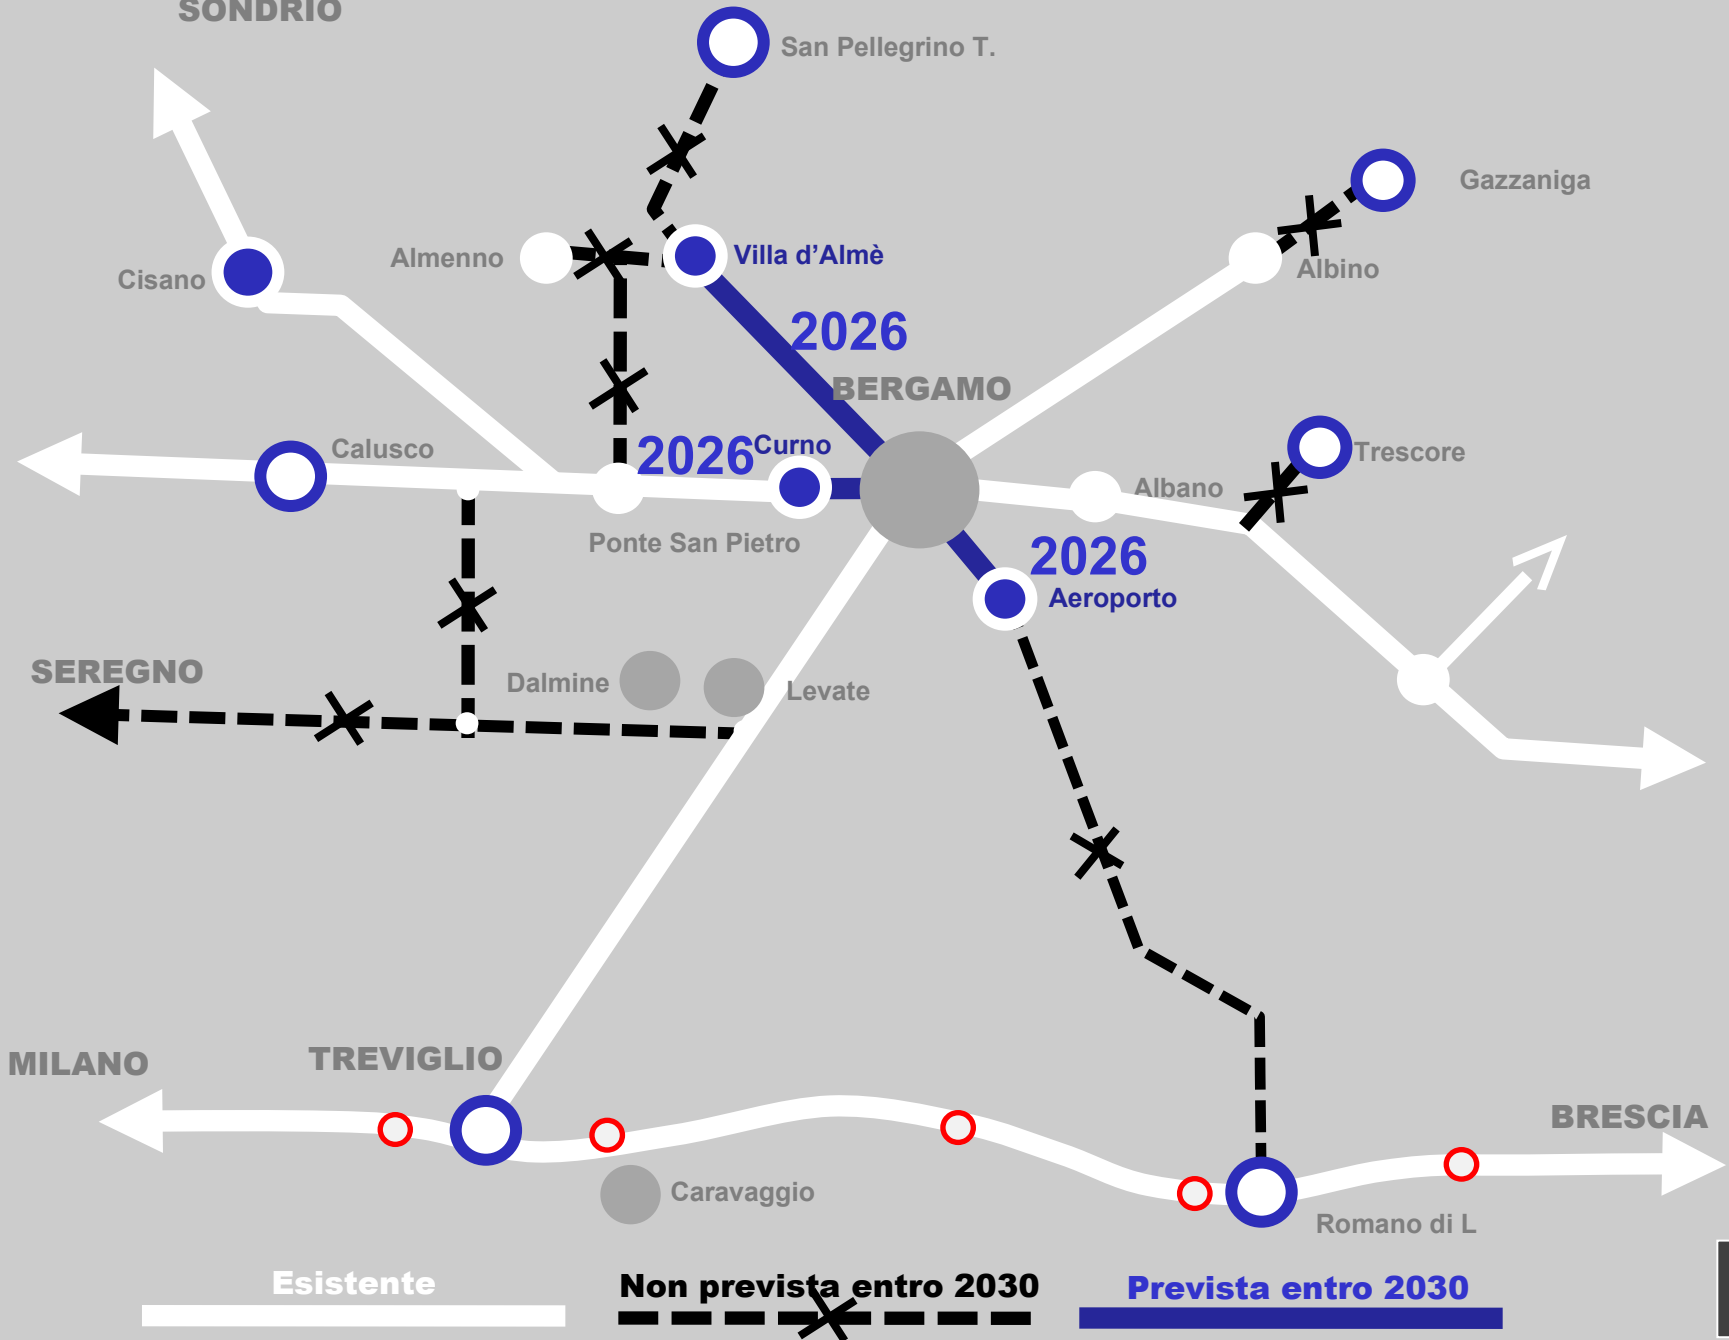 SONDRIO
San Pellegrino T.
Gazzaniga
Almenno
Villa d’Almè
Cisano
Albino
2026
BERGAMO
Calusco
2026
Curno
Trescore
Albano
Ponte San Pietro
2026
Aeroporto
SEREGNO
Dalmine
Levate
MILANO
TREVIGLIO
BRESCIA
Caravaggio
Romano di L
Esistente
Non prevista entro 2030
Prevista entro 2030